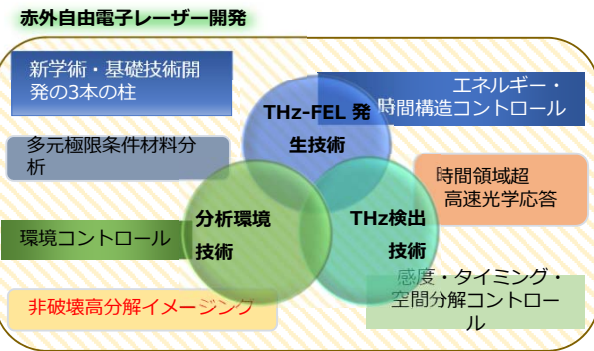 赤外自由電子レーザー開発
新学術・基礎技術開
発の3本の柱
エネルギー・
時間構造コントロール
THz-FEL 発
生技術
多元極限条件材料分
析
時間領域超
高速光学応答
分析環境
技術
THz検出
技術
環境コントロール
感度・タイミング・
空間分解コントロー
ル
非破壊高分解イメージング